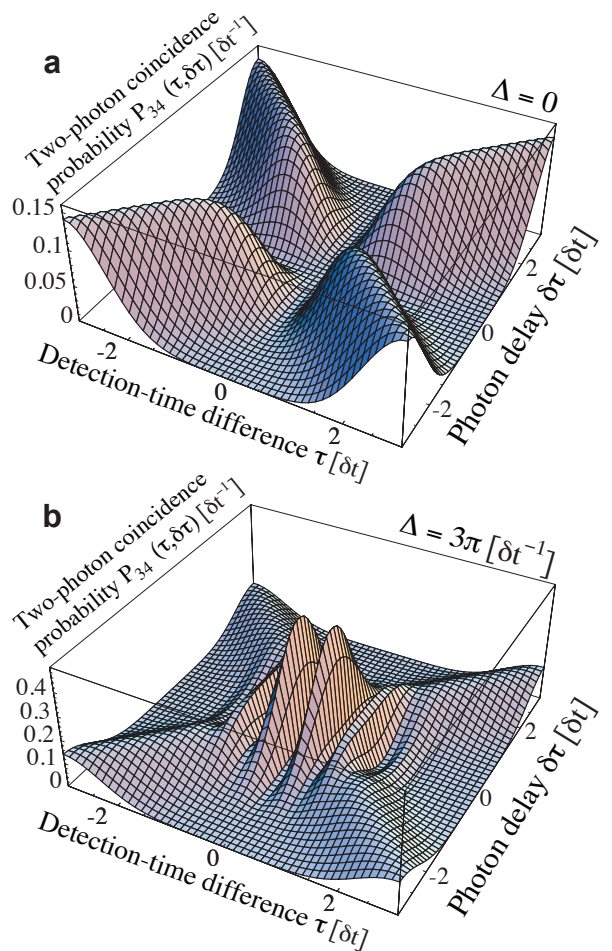 a
Two-photon coincidence
probability P₃₄ (τ,δτ) [δt⁻¹]
Δ = 0
0.15
0.1
0.05
0
-2
0
2
Detection-time difference τ [δt]
-2
0
2
Photon delay δτ [δt]
b
Two-photon coincidence
probability P₃₄ (τ,δτ) [δt⁻¹]
Δ = 3π [δt⁻¹]
0.4
0.3
0.2
0.1
0
-2
0
2
Detection-time difference τ [δt]
-2
0
2
Photon delay δτ [δt]